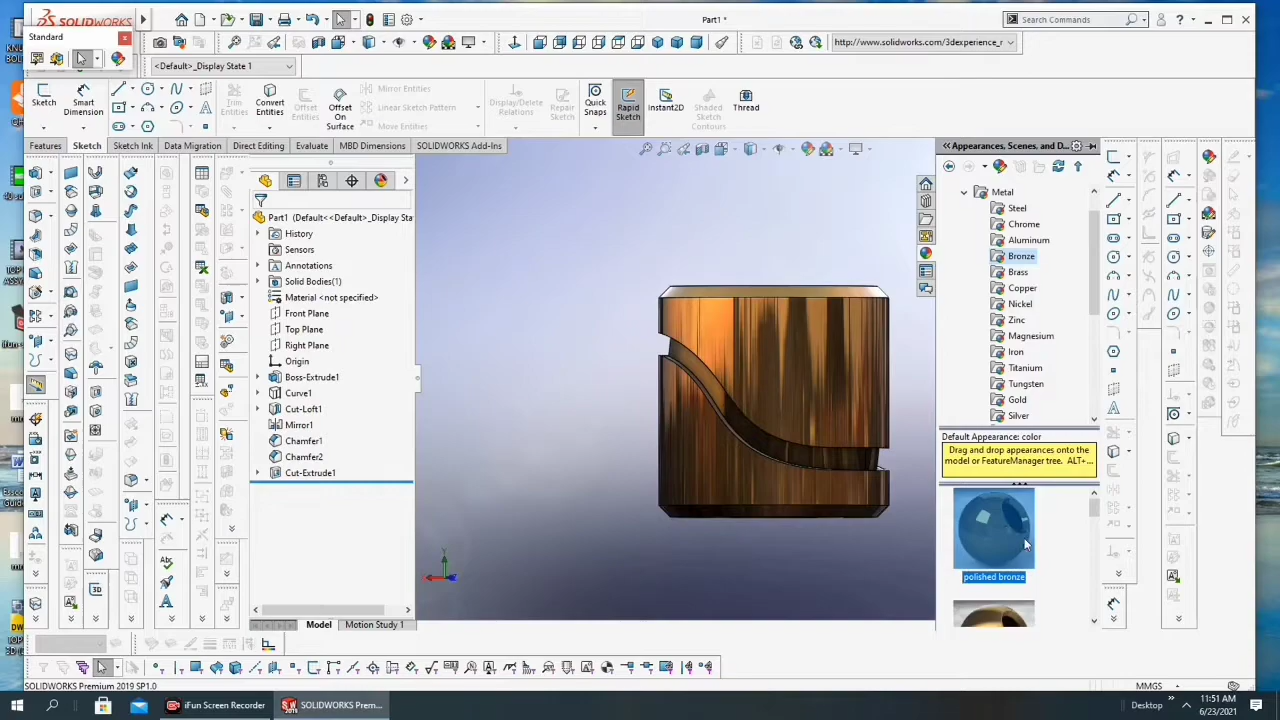 SOLIDWORKS
Part1 *
Search Commands
Standard
http://www.solidworks.com/3dexperience_r
<Default>_Display State 1
Sketch
Smart Dimension
Trim Entities
Convert Entities
Offset Entities
Offset On Surface
Mirror Entities
Linear Sketch Pattern
Move Entities
Display/Delete Relations
Repair Sketch
Quick Snaps
Rapid Sketch
Instant2D
Shaded Sketch Contours
Thread
Features
Sketch
Sketch Ink
Data Migration
Direct Editing
Evaluate
MBD Dimensions
SOLIDWORKS Add-Ins
Appearances, Scenes, and D...
Part1 (Default<<Default>_Display Sta
History
Sensors
Annotations
Solid Bodies(1)
Material <not specified>
Front Plane
Top Plane
Right Plane
Origin
Boss-Extrude1
Curve1
Cut-Loft1
Mirror1
Chamfer1
Chamfer2
Cut-Extrude1
Metal
Steel
Chrome
Aluminum
Bronze
Brass
Copper
Nickel
Zinc
Magnesium
Iron
Titanium
Tungsten
Gold
Silver
Default Appearance: color
Drag and drop appearances onto the
model or FeatureManager tree. ALT+...
polished bronze
Model
Motion Study 1
SOLIDWORKS Premium 2019 SP1.0
MMGS
iFun Screen Recorder
SOLIDWORKS Prem...
Desktop
11:51 AM
6/23/2021